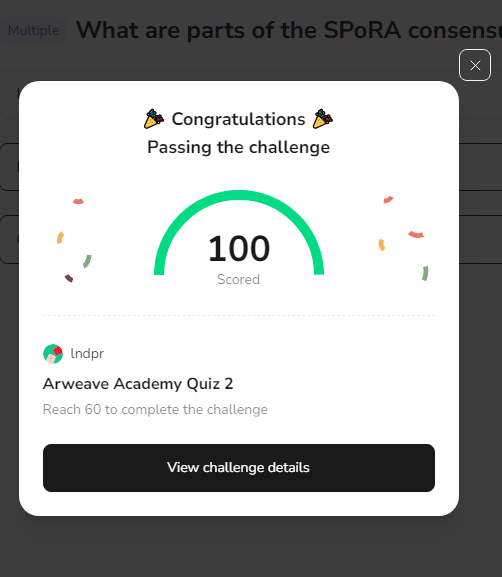 Multiple What are parts of the SPoRA consensu
Congratulations
Passing the challenge
100
Scored
lndpr
Arweave Academy Quiz 2
Reach 60 to complete the challenge
View challenge details